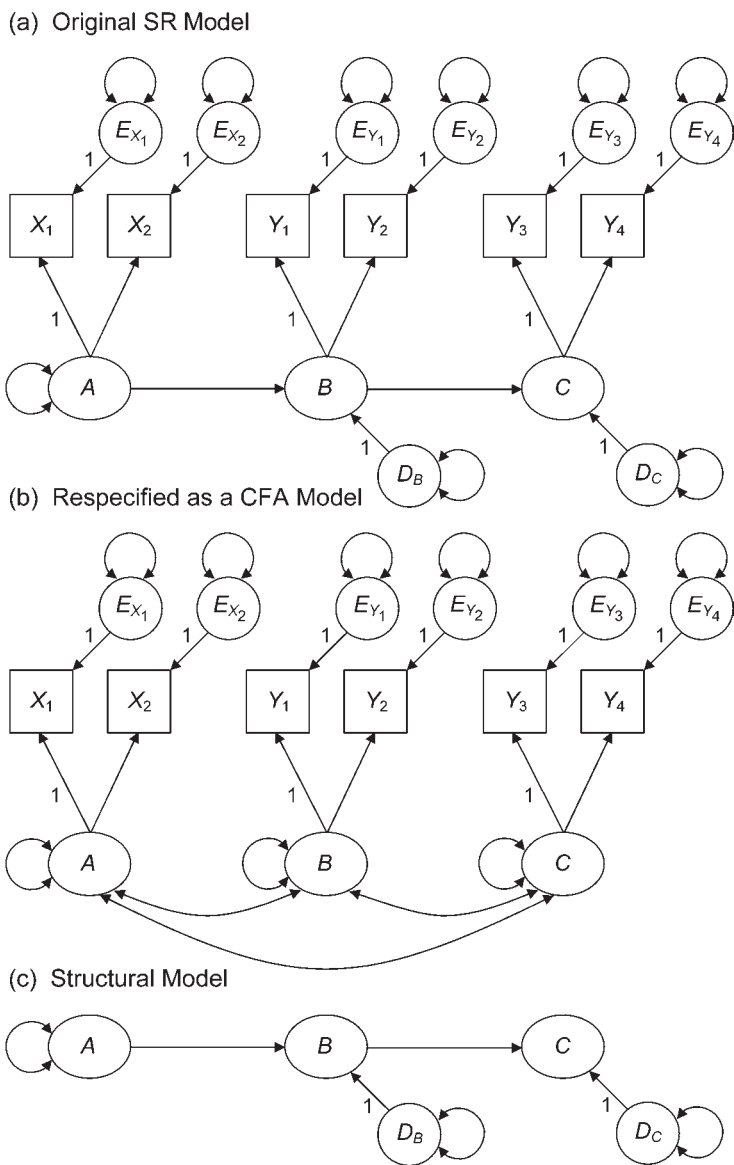 (a) Original SR Model
E_X₁ E_X₂ E_Y₁ E_Y₂ E_Y₃ E_Y₄
1 1 1 1 1 1
X₁ X₂ Y₁ Y₂ Y₃ Y₄
1 1 1
A B C
1 1
D_B D_C
(b) Respecified as a CFA Model
E_X₁ E_X₂ E_Y₁ E_Y₂ E_Y₃ E_Y₄
1 1 1 1 1 1
X₁ X₂ Y₁ Y₂ Y₃ Y₄
1 1 1
A B C
(c) Structural Model
A B C
1 1
D_B D_C